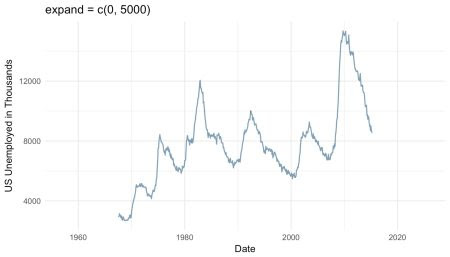 expand = c(0, 5000)
US Unemployed in Thousands
12000
8000
4000
1960
1980
2000
2020
Date